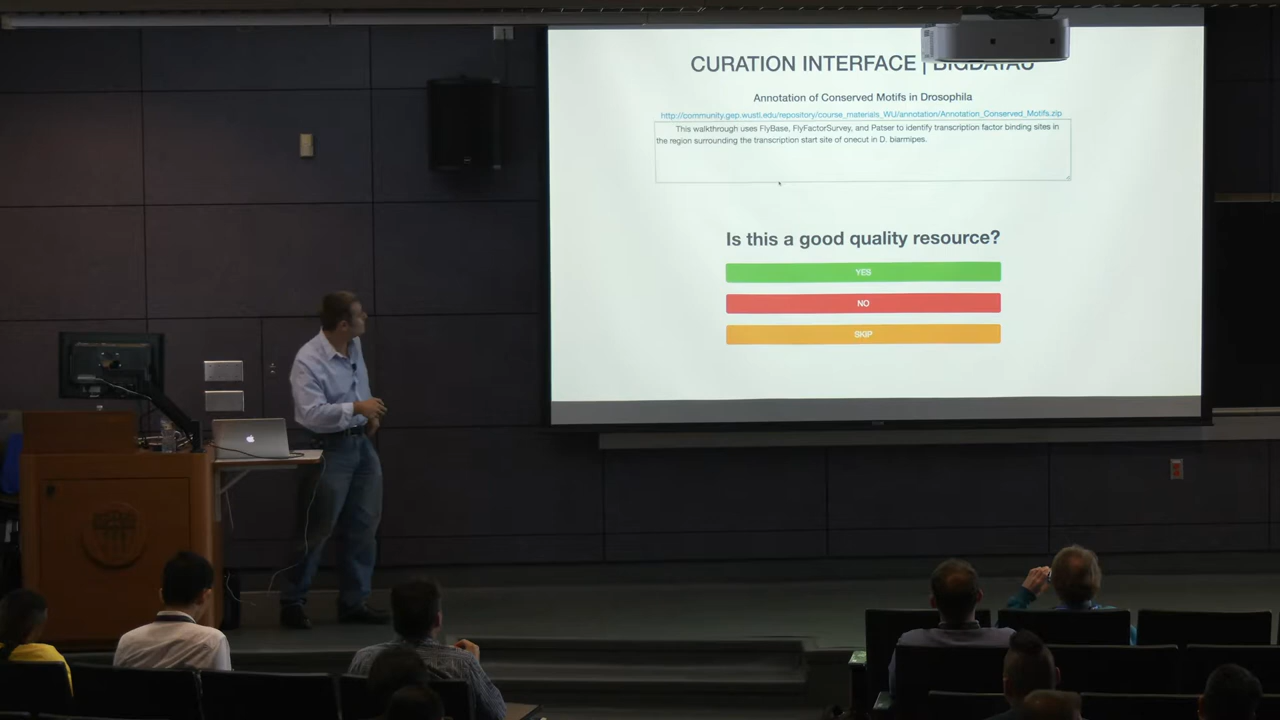 CURATION INTERFACE | BIGDATAU
Annotation of Conserved Motifs in Drosophila
http://community.gep.wustl.edu/repository/course_materials_WU/annotation/Annotation_Conserved_Motifs.zip
This walkthrough uses FlyBase, FlyFactorSurvey, and Patser to identify transcription factor binding sites in
the region surrounding the transcription start site of onecut in D. biarmipes.
Is this a good quality resource?
YES
NO
SKIP